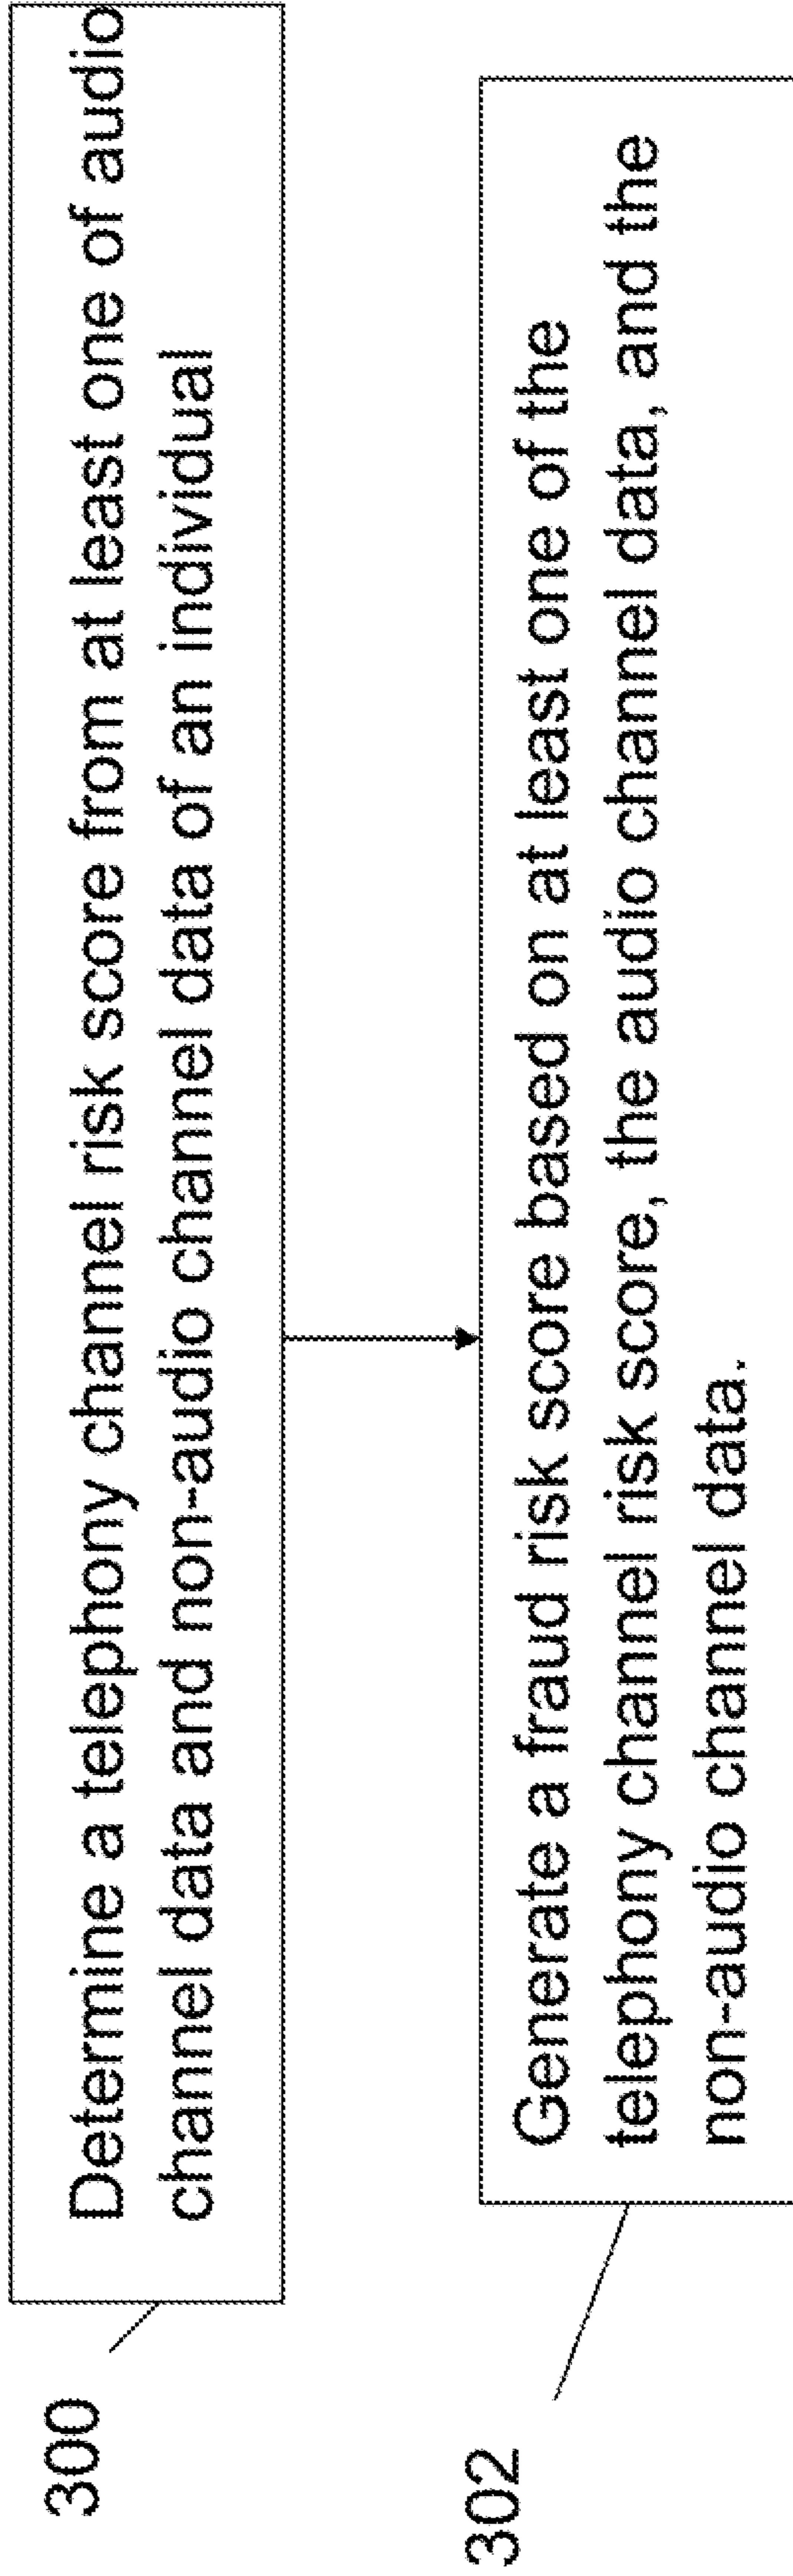 300
Determine a telephony channel risk score from at least one of audio
channel data and non-audio channel data of an individual
302
Generate a fraud risk score based on at least one of the
telephony channel risk score, the audio channel data, and the
non-audio channel data.